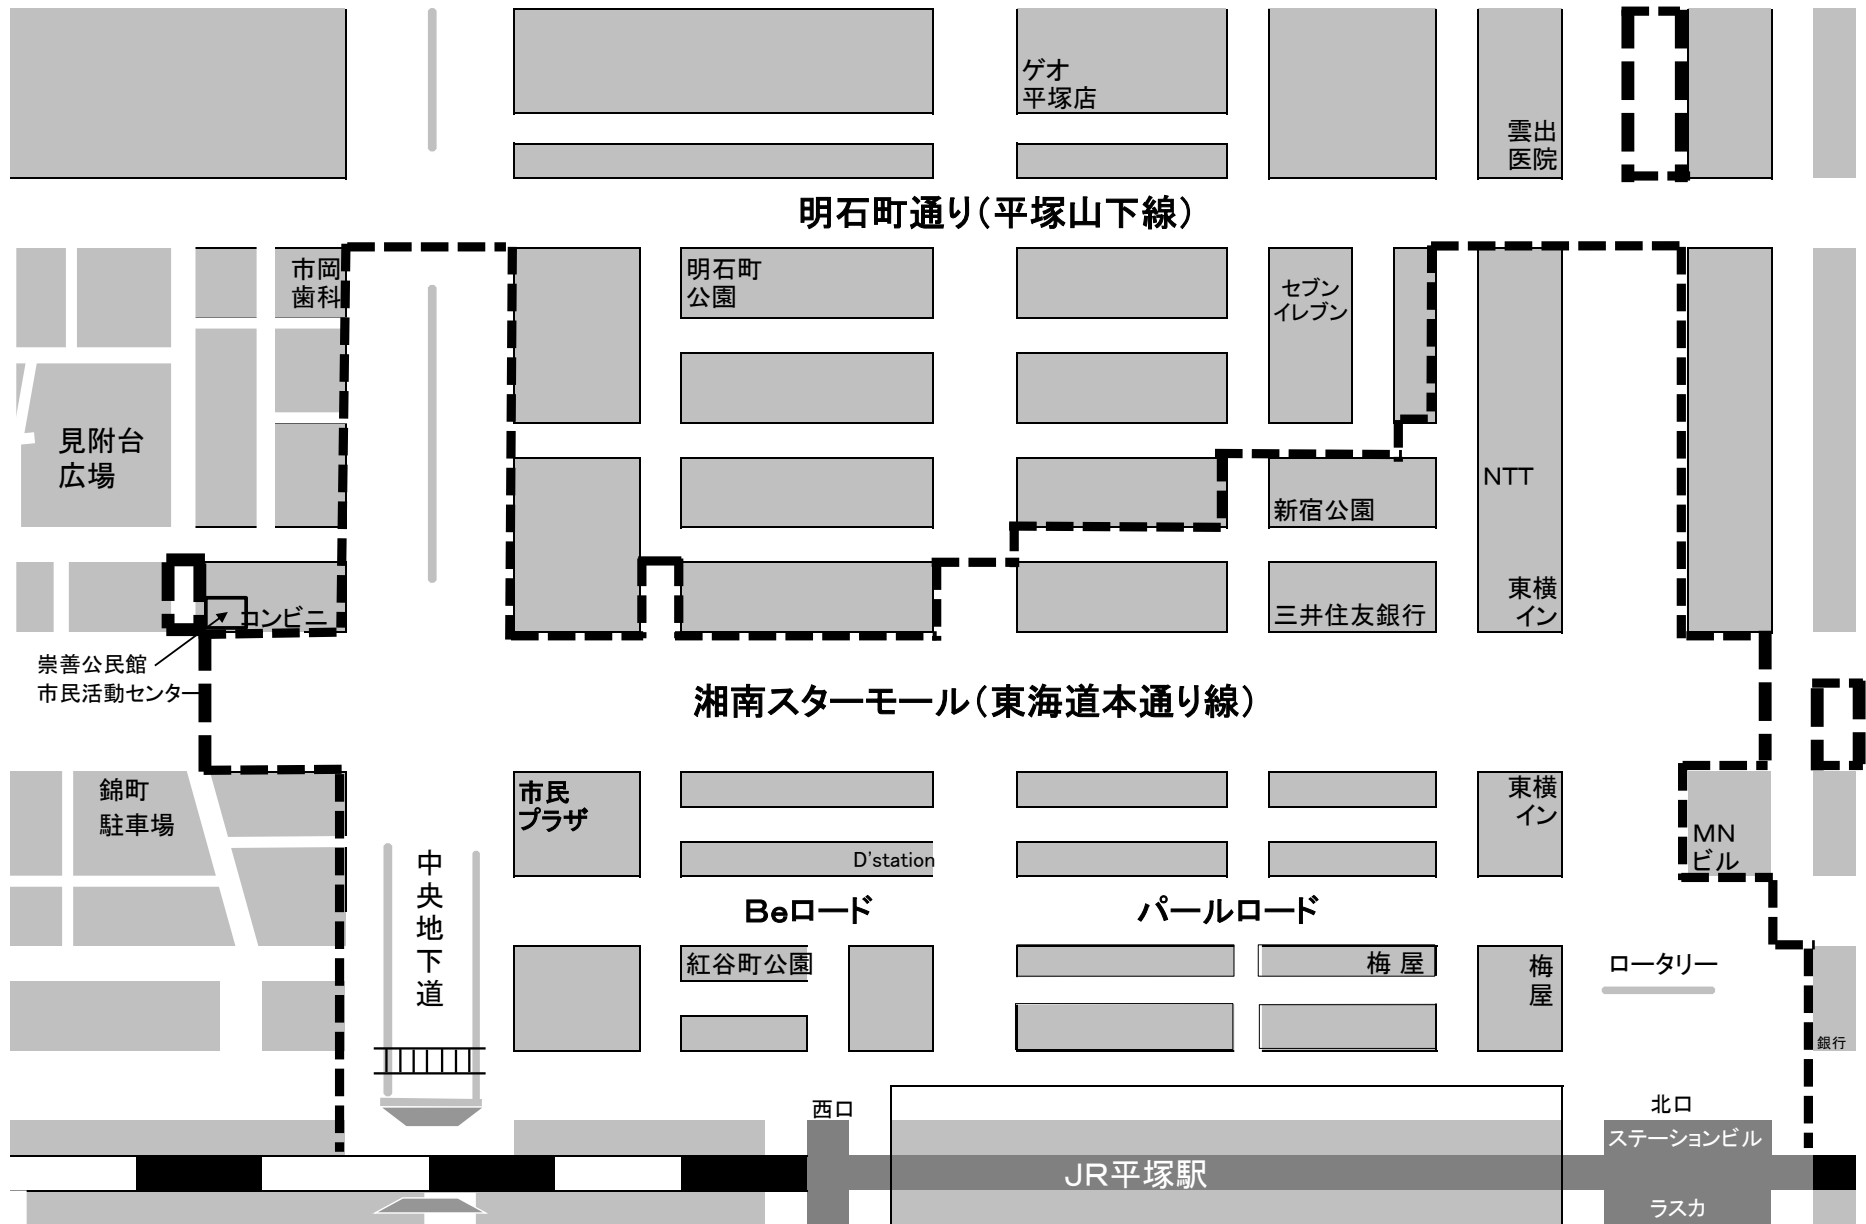 ゲオ
平塚店
雲出
医院
明石町通り（平塚山下線）
市岡
歯科
明石町
公園
セブン
イレブン
見附台
広場
NTT
新宿公園
コンビニ
三井住友銀行
東横
イン
崇善公民館
市民活動センター
湘南スターモール（東海道本通り線）
錦町
駐車場
市民
プラザ
東横
イン
MN
ビル
D'station
中央地下道
Beロード
パールロード
紅谷町公園
梅屋
梅屋
ロータリー
銀行
西口
北口
ステーションビル
JR平塚駅
ラスカ